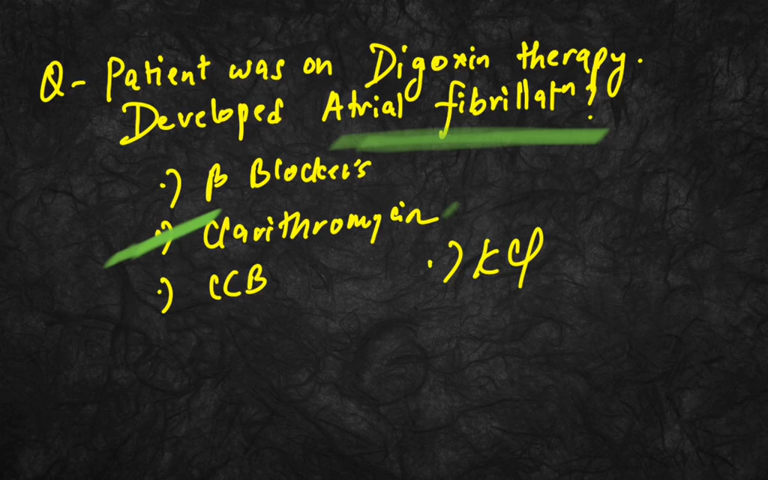 Q- Patient was on Digoxin therapy.
Developed Atrial fibrillatⁿ?
·) β Blockers
·) Clarithromycin
·) CCB
·) KCl